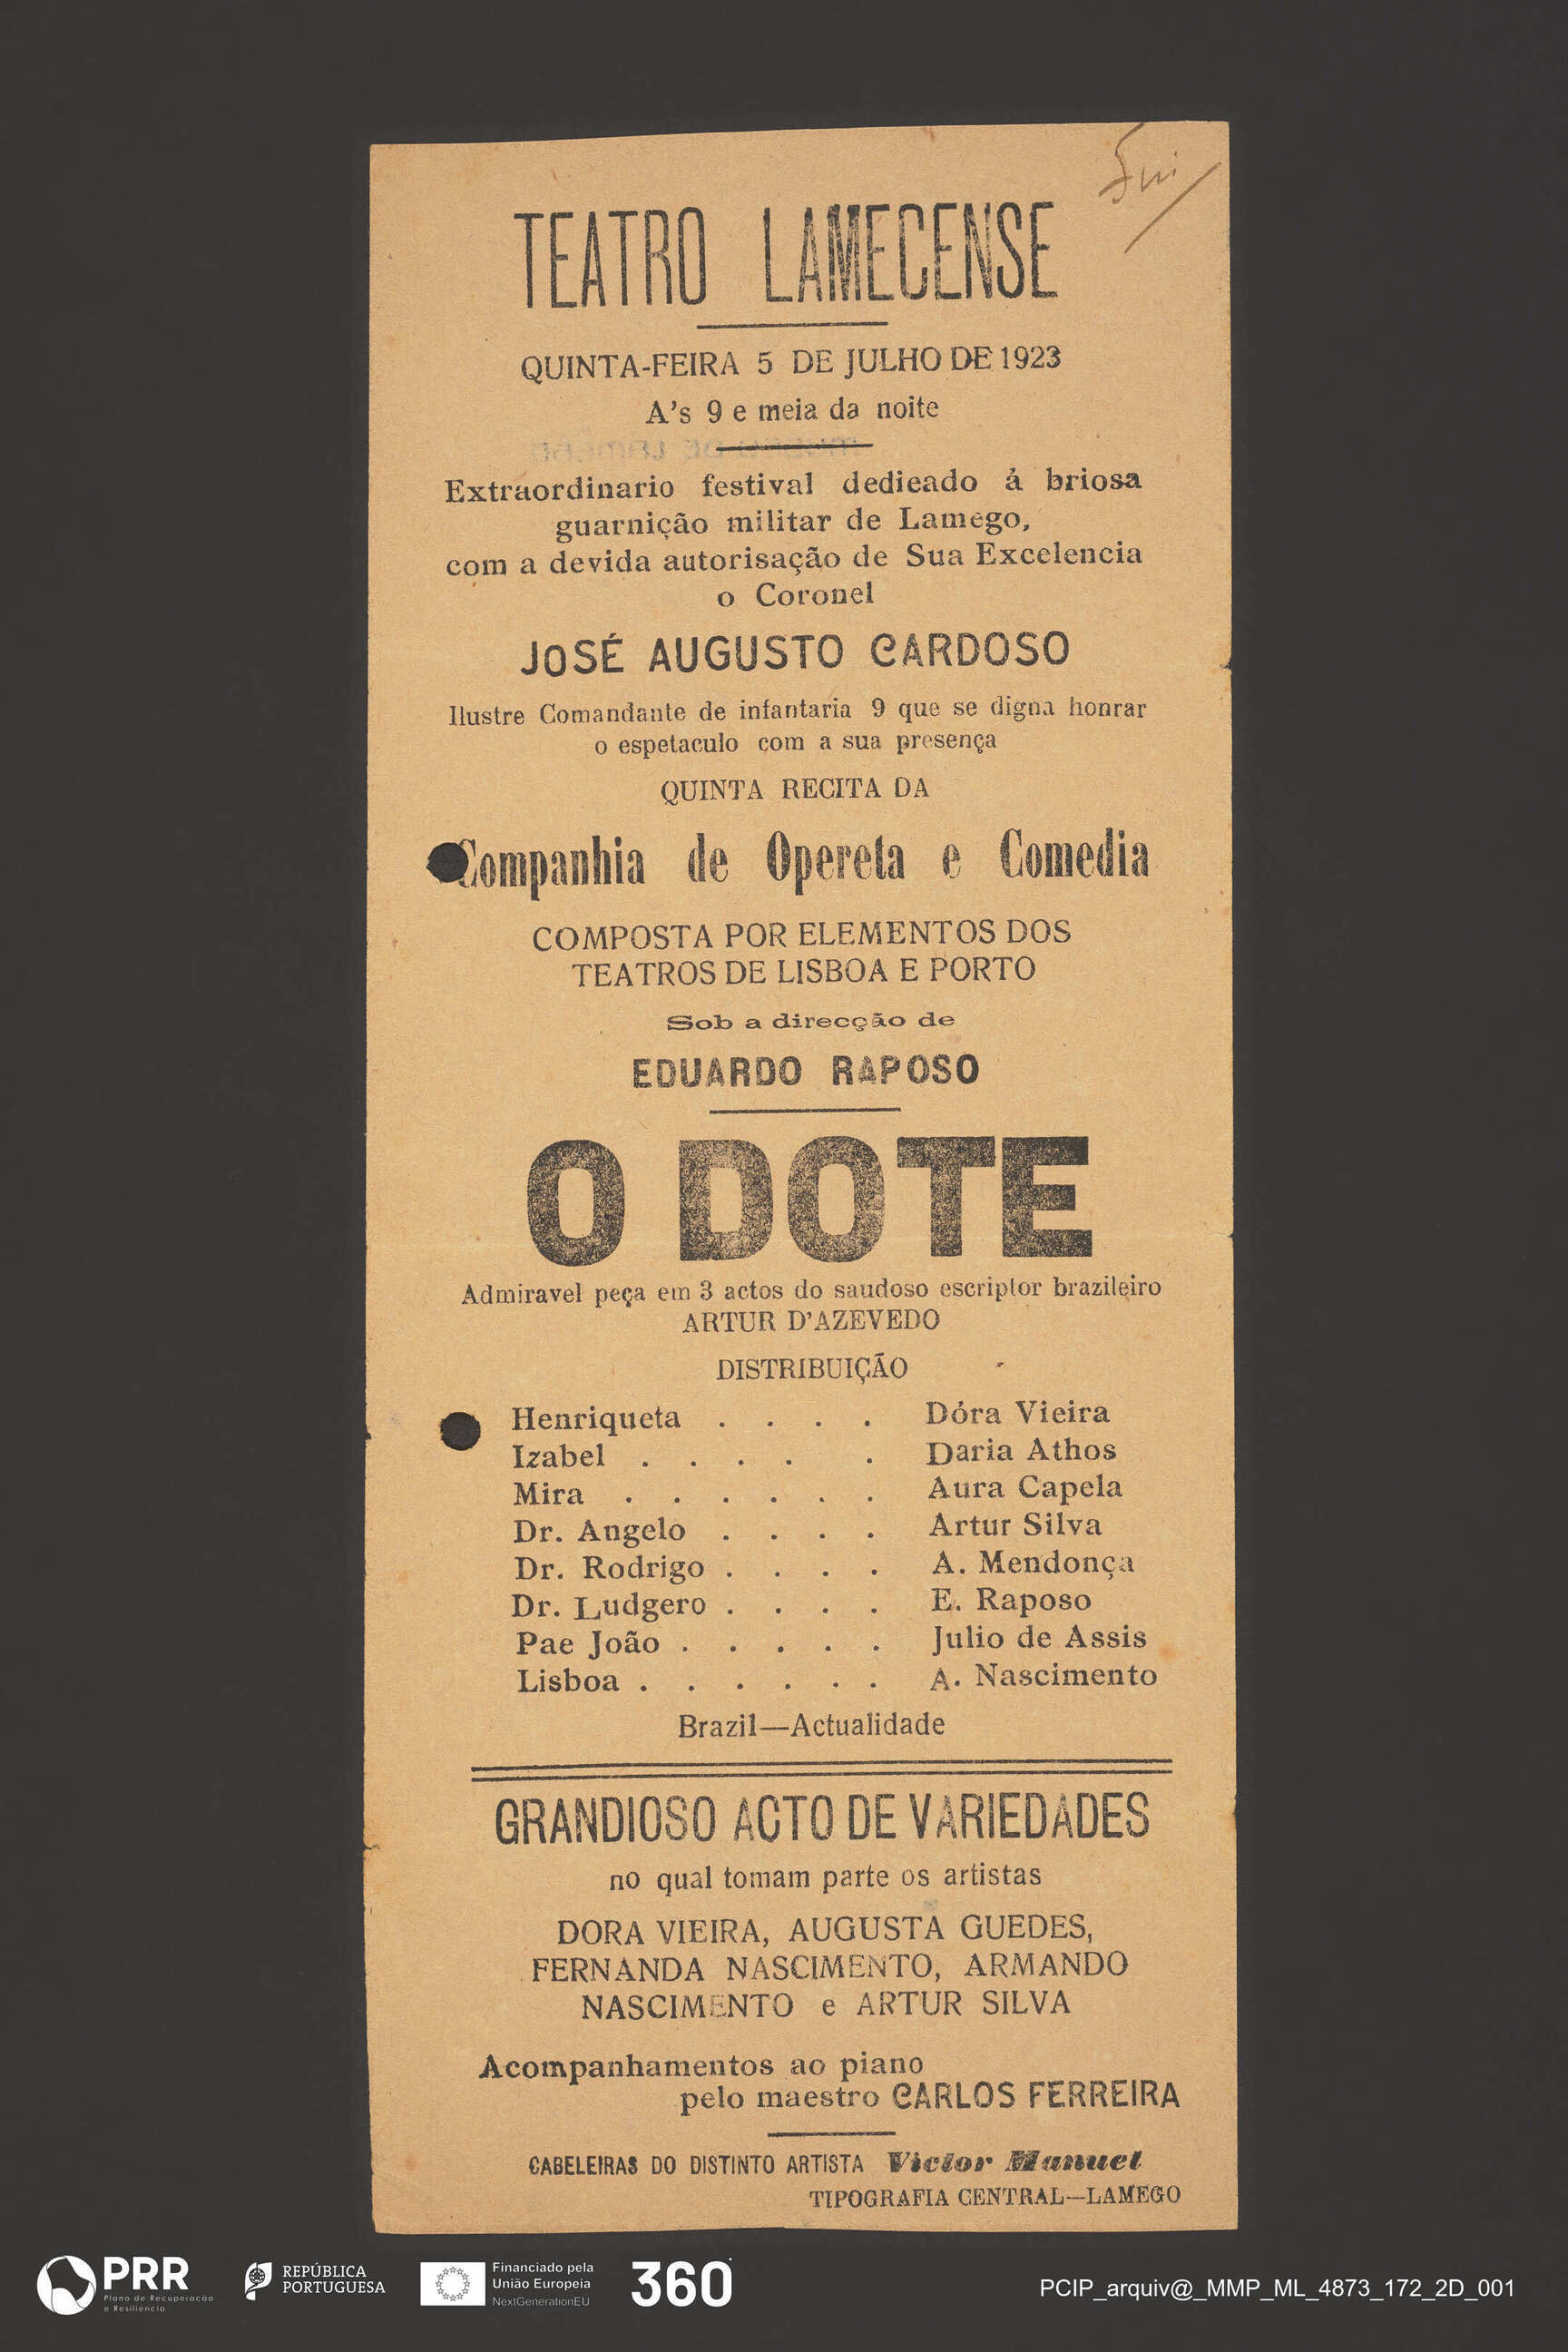 Fui
TEATRO LAMECENSE
QUINTA-FEIRA 5 DE JULHO DE 1923
A's 9 e meia da noite
Extraordinario festival dedieado á briosa
guarnição militar de Lamego,
com a devida autorisação de Sua Excelencia
o Coronel
JOSÉ AUGUSTO CARDOSO
Ilustre Comandante de infantaria 9 que se digna honrar
o espetaculo com a sua presença
QUINTA RECITA DA
Companhia de Opereta e Comedia
COMPOSTA POR ELEMENTOS DOS
TEATROS DE LISBOA E PORTO
Sob a direcção de
EDUARDO RAPOSO
O DOTE
Admiravel peça em 3 actos do saudoso escriptor brazileiro
ARTUR D'AZEVEDO
DISTRIBUIÇÃO
Henriqueta . . . . Dóra Vieira
Izabel . . . . . Daria Athos
Mira . . . . . . Aura Capela
Dr. Angelo . . . . Artur Silva
Dr. Rodrigo . . . . A. Mendonça
Dr. Ludgero . . . . E. Raposo
Pae João . . . . . Julio de Assis
Lisboa . . . . . . A. Nascimento
Brazil—Actualidade
GRANDIOSO ACTO DE VARIEDADES
no qual tomam parte os artistas
DORA VIEIRA, AUGUSTA GUEDES,
FERNANDA NASCIMENTO, ARMANDO
NASCIMENTO e ARTUR SILVA
Acompanhamentos ao piano
pelo maestro CARLOS FERREIRA
CABELEIRAS DO DISTINTO ARTISTA Victor Manuel
TIPOGRAFIA CENTRAL—LAMEGO
PRR
Plano de Recuperação
e Resiliência
REPÚBLICA
PORTUGUESA
Financiado pela
União Europeia
NextGenerationEU
360
PCIP_arquiv@_MMP_ML_4873_172_2D_001